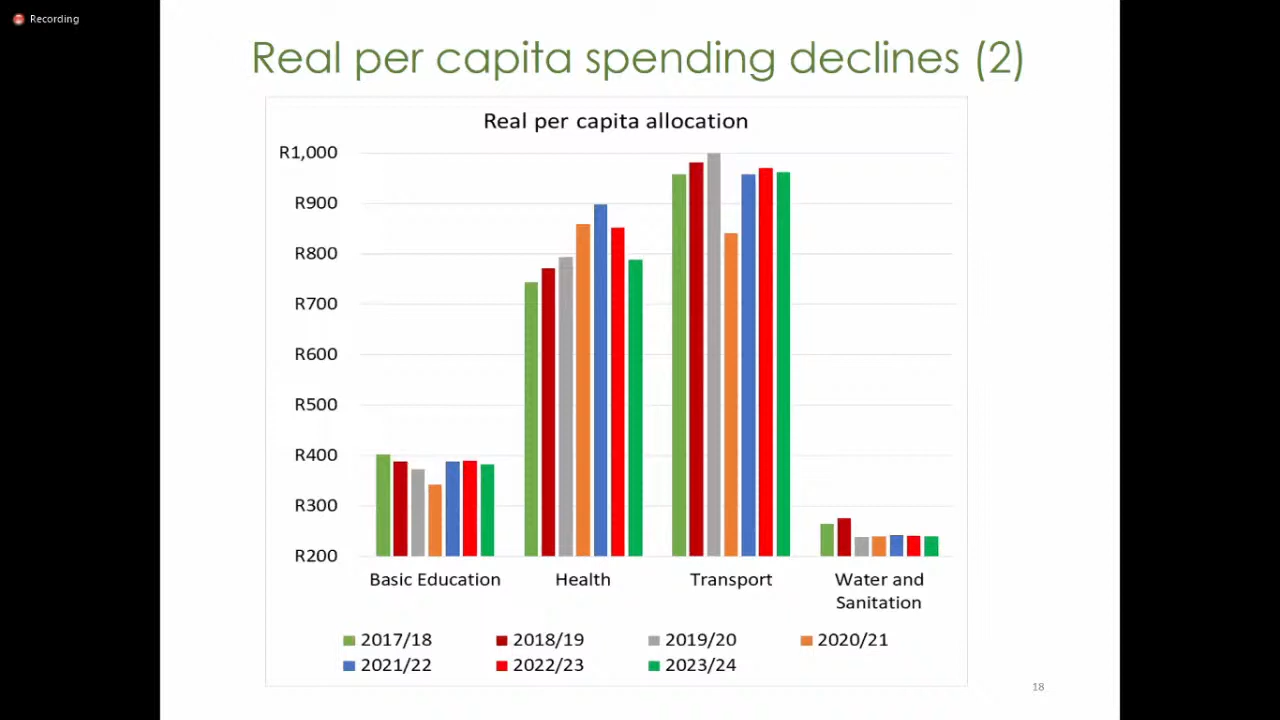 Recording
Real per capita spending declines (2)
Real per capita allocation
R1,000
R900
R800
R700
R600
R500
R400
R300
R200
Basic Education
Health
Transport
Water and
Sanitation
2017/18
2018/19
2019/20
2020/21
2021/22
2022/23
2023/24
18